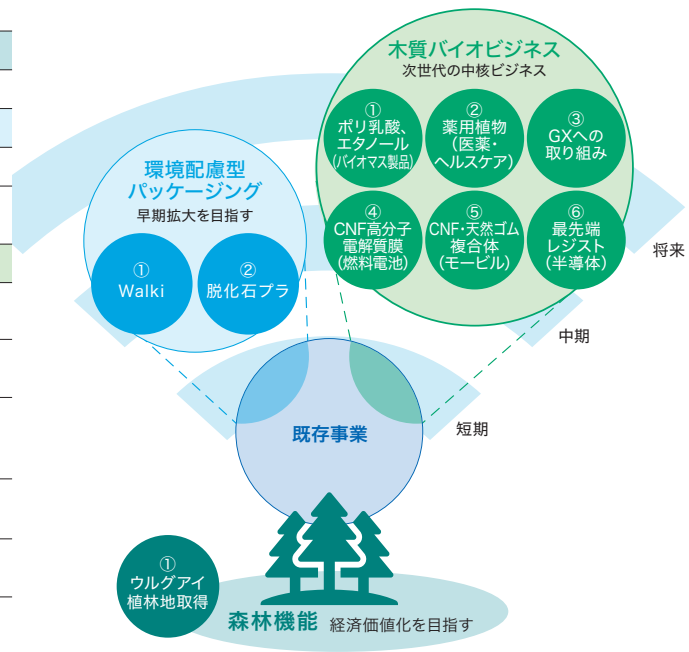 木質バイオビジネス
次世代の中核ビジネス
①
ポリ乳酸、
エタノール
(バイオマス製品)
②
薬用植物
(医薬・
ヘルスケア)
③
GXへの
取り組み
④
CNF高分子
電解質膜
(燃料電池)
⑤
CNF・天然ゴム
複合体
(モービル)
⑥
最先端
レジスト
(半導体)
環境配慮型
パッケージング
早期拡大を目指す
①
Walki
②
脱化石プラ
将来
中期
短期
既存事業
①
ウルグアイ
植林地取得
森林機能 経済価値化を目指す